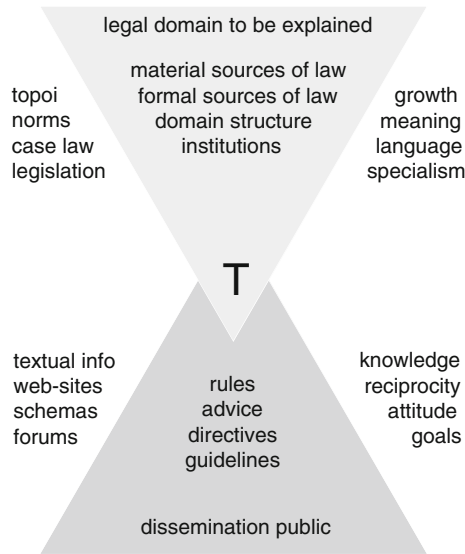 legal domain to be explained
material sources of law
formal sources of law
domain structure
institutions
topoi
norms
case law
legislation
growth
meaning
language
specialism
T
textual info
web-sites
schemas
forums
rules
advice
directives
guidelines
knowledge
reciprocity
attitude
goals
dissemination public